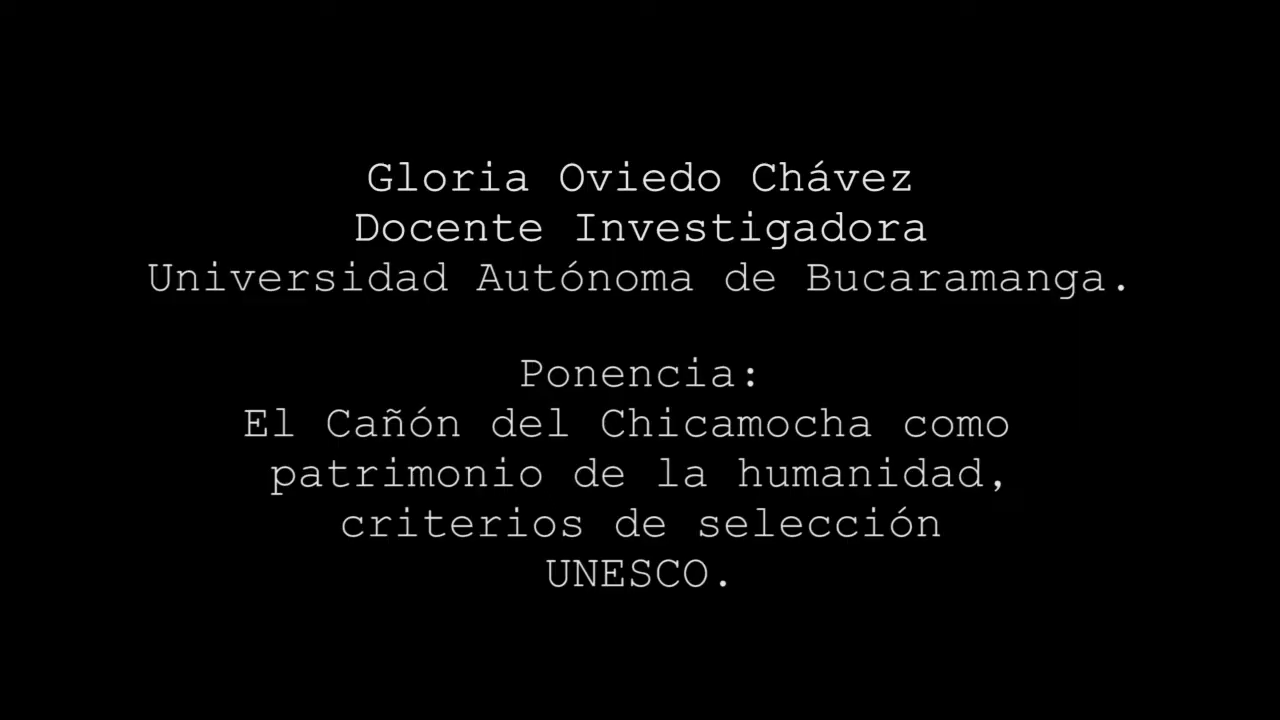 Gloria Oviedo Chávez
Docente Investigadora
Universidad Autónoma de Bucaramanga.
Ponencia:
El Cañón del Chicamocha como
patrimonio de la humanidad,
criterios de selección
UNESCO.